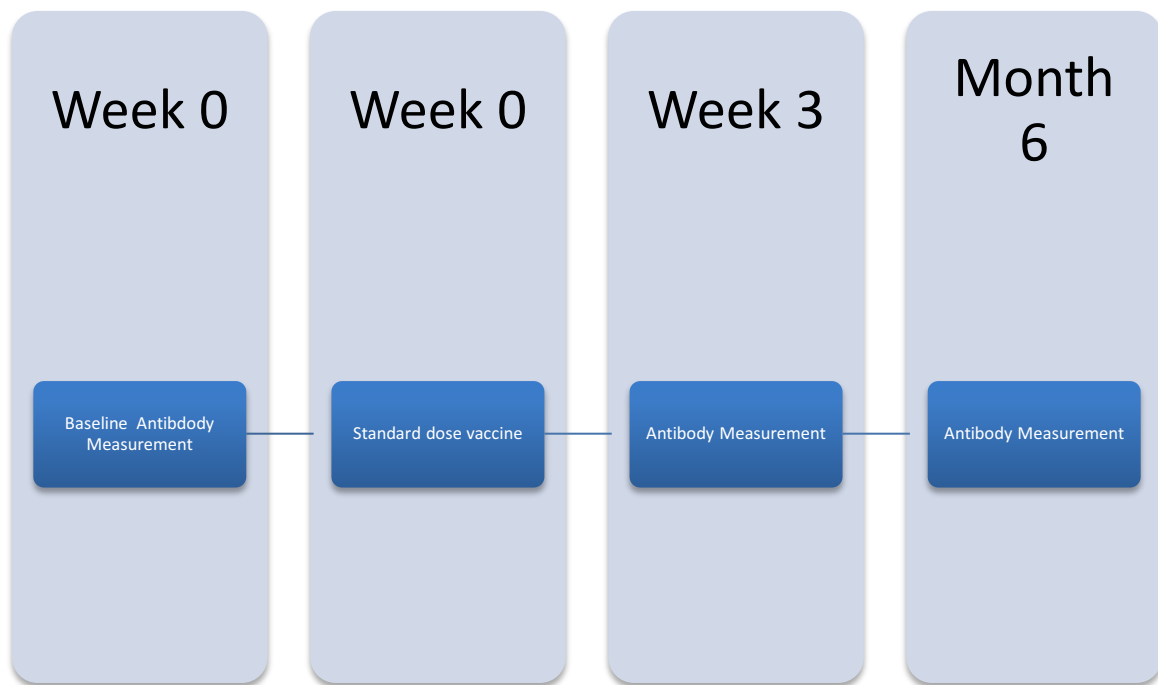 Week 0
Week 0
Week 3
Month
6
Baseline Antibdody
Measurement
Standard dose vaccine
Antibody Measurement
Antibody Measurement